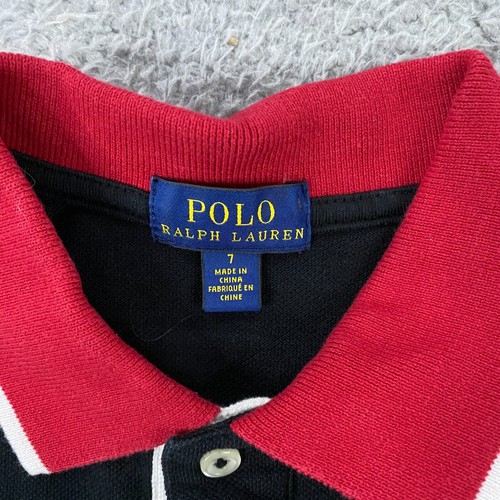 POLO
RALPH LAUREN
7
MADE IN
CHINA
FABRIQUÉ EN
CHINE